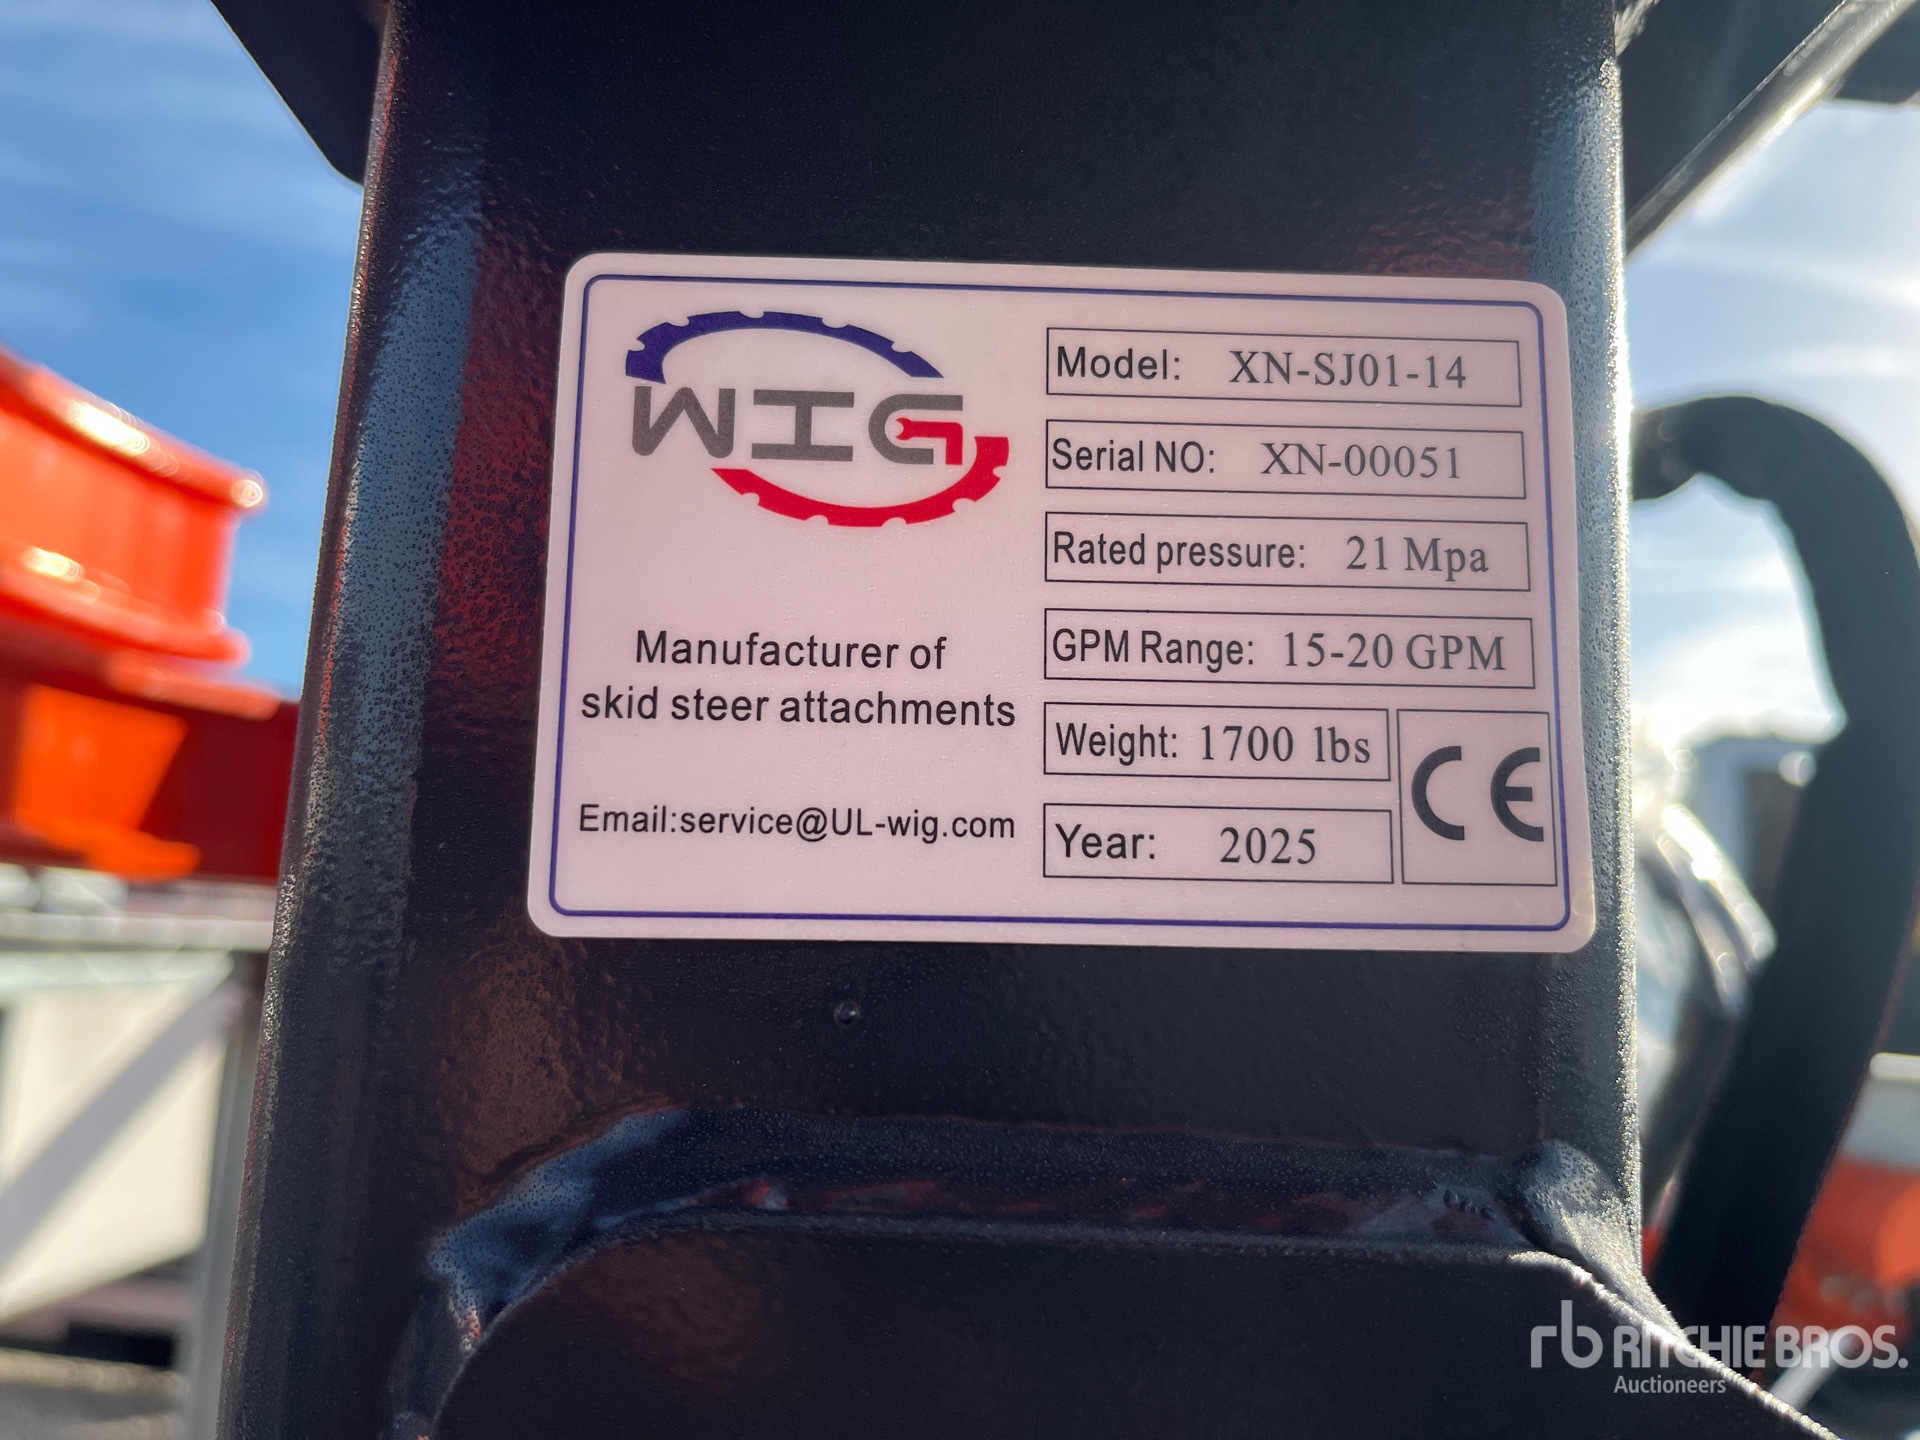 WIG
Manufacturer of
skid steer attachments
Email:service@UL-wig.com
Model: XN-SJ01-14
Serial NO: XN-00051
Rated pressure: 21 Mpa
GPM Range: 15-20 GPM
Weight: 1700 lbs
Year: 2025
CE
rb RITCHIE BROS.
Auctioneers